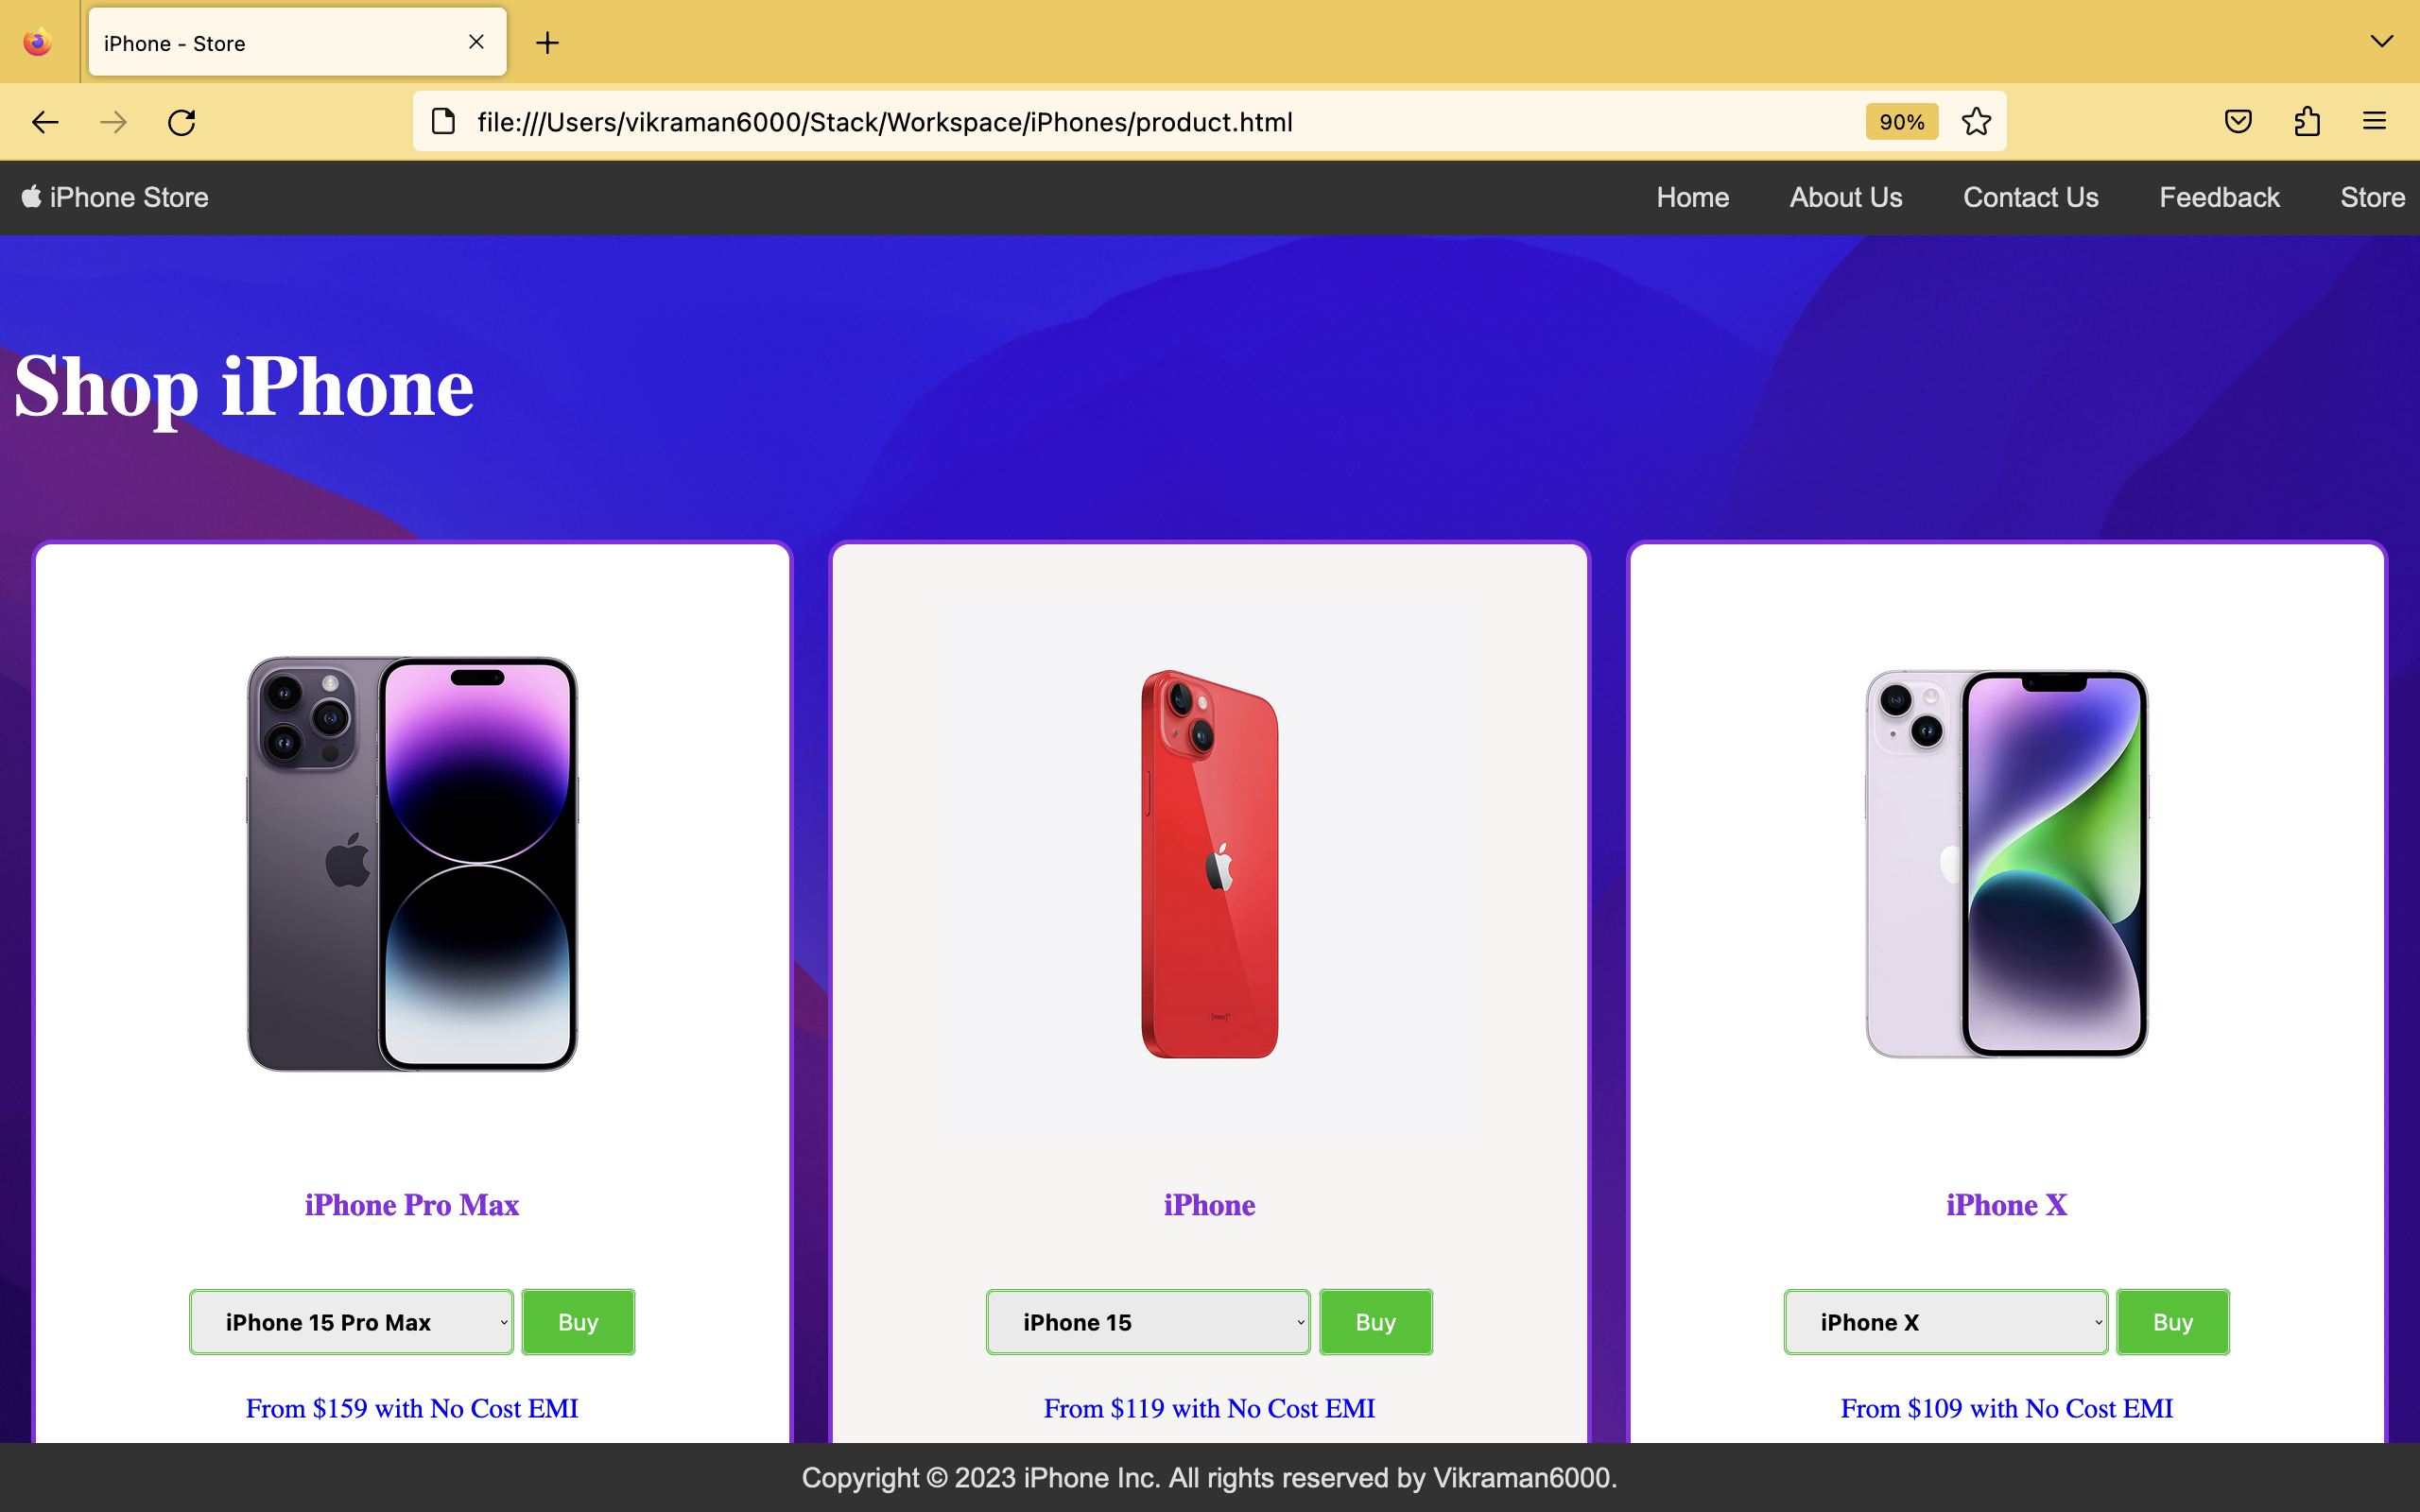 iPhone - Store
file:///Users/vikraman6000/Stack/Workspace/iPhones/product.html
90%
iPhone Store
Home
About Us
Contact Us
Feedback
Store
Shop iPhone
iPhone Pro Max
iPhone
iPhone X
iPhone 15 Pro Max
Buy
iPhone 15
Buy
iPhone X
Buy
From $159 with No Cost EMI
From $119 with No Cost EMI
From $109 with No Cost EMI
Copyright © 2023 iPhone Inc. All rights reserved by Vikraman6000.